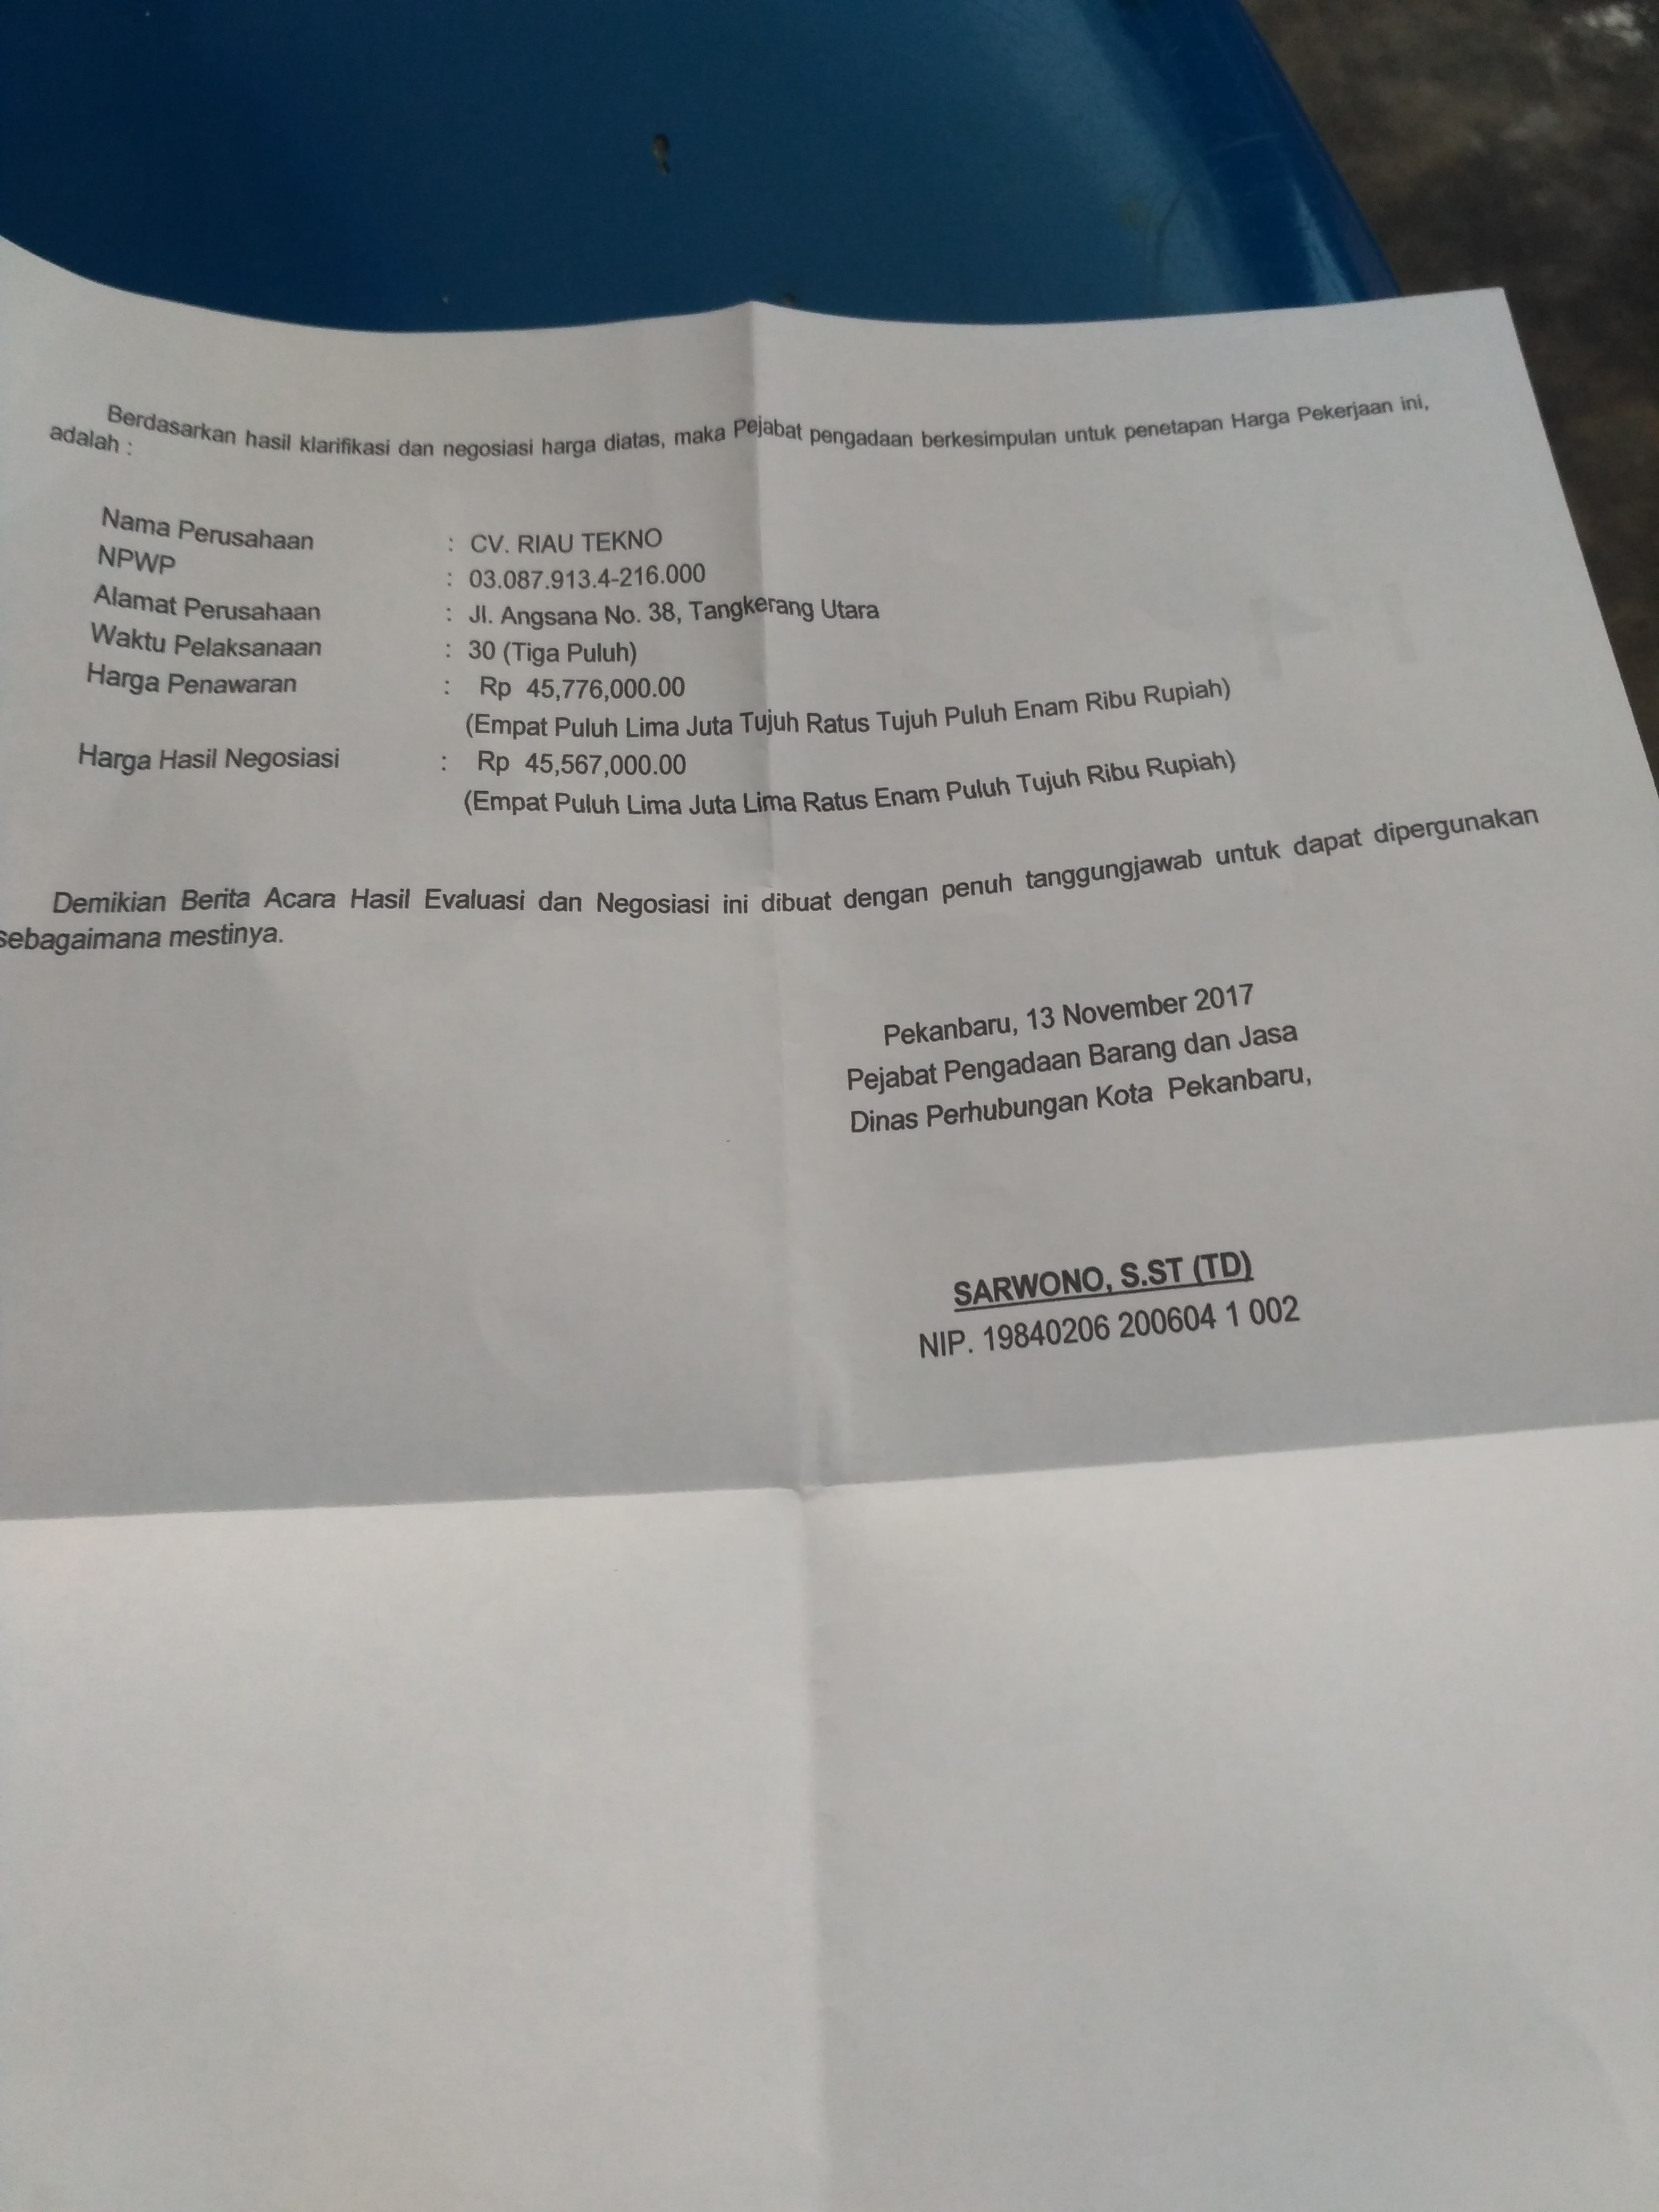 Berdasarkan hasil klarifikasi dan negosiasi harga diatas, maka Pejabat pengadaan berkesimpulan untuk penetapan Harga Pekerjaan ini,
adalah :
Nama Perusahaan : CV. RIAU TEKNO
NPWP : 03.087.913.4-216.000
Alamat Perusahaan : Jl. Angsana No. 38, Tangkerang Utara
Waktu Pelaksanaan : 30 (Tiga Puluh)
Harga Penawaran : Rp 45,776,000.00
(Empat Puluh Lima Juta Tujuh Ratus Tujuh Puluh Enam Ribu Rupiah)
Harga Hasil Negosiasi : Rp 45,567,000.00
(Empat Puluh Lima Juta Lima Ratus Enam Puluh Tujuh Ribu Rupiah)
Demikian Berita Acara Hasil Evaluasi dan Negosiasi ini dibuat dengan penuh tanggungjawab untuk dapat dipergunakan
sebagaimana mestinya.
Pekanbaru, 13 November 2017
Pejabat Pengadaan Barang dan Jasa
Dinas Perhubungan Kota Pekanbaru,
SARWONO, S.ST (TD)
NIP. 19840206 200604 1 002